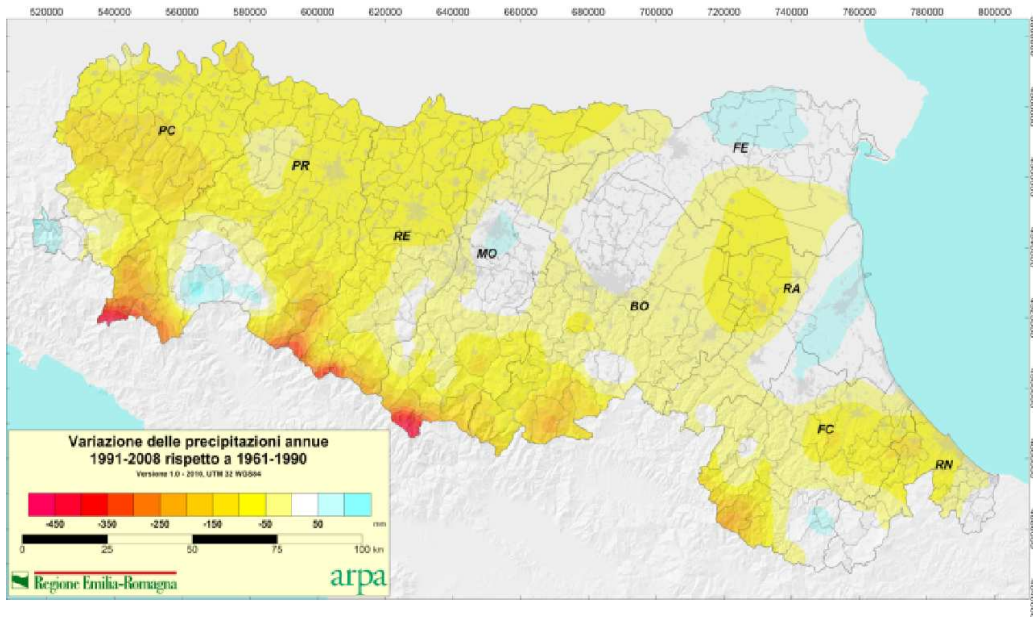 520000 540000 560000 580000 600000 620000 640000 660000 680000 700000 720000 740000 760000 780000 800000
PC
PR
FE
RE
MO
RA
BO
FC
RN
Variazione delle precipitazioni annue
1991-2008 rispetto a 1961-1990
Versione 1.0 - 2010, UTM 32 WGS84
-450 -350 -250 -150 -50 50 mm
0 25 50 75 100 km
Regione Emilia-Romagna
arpa